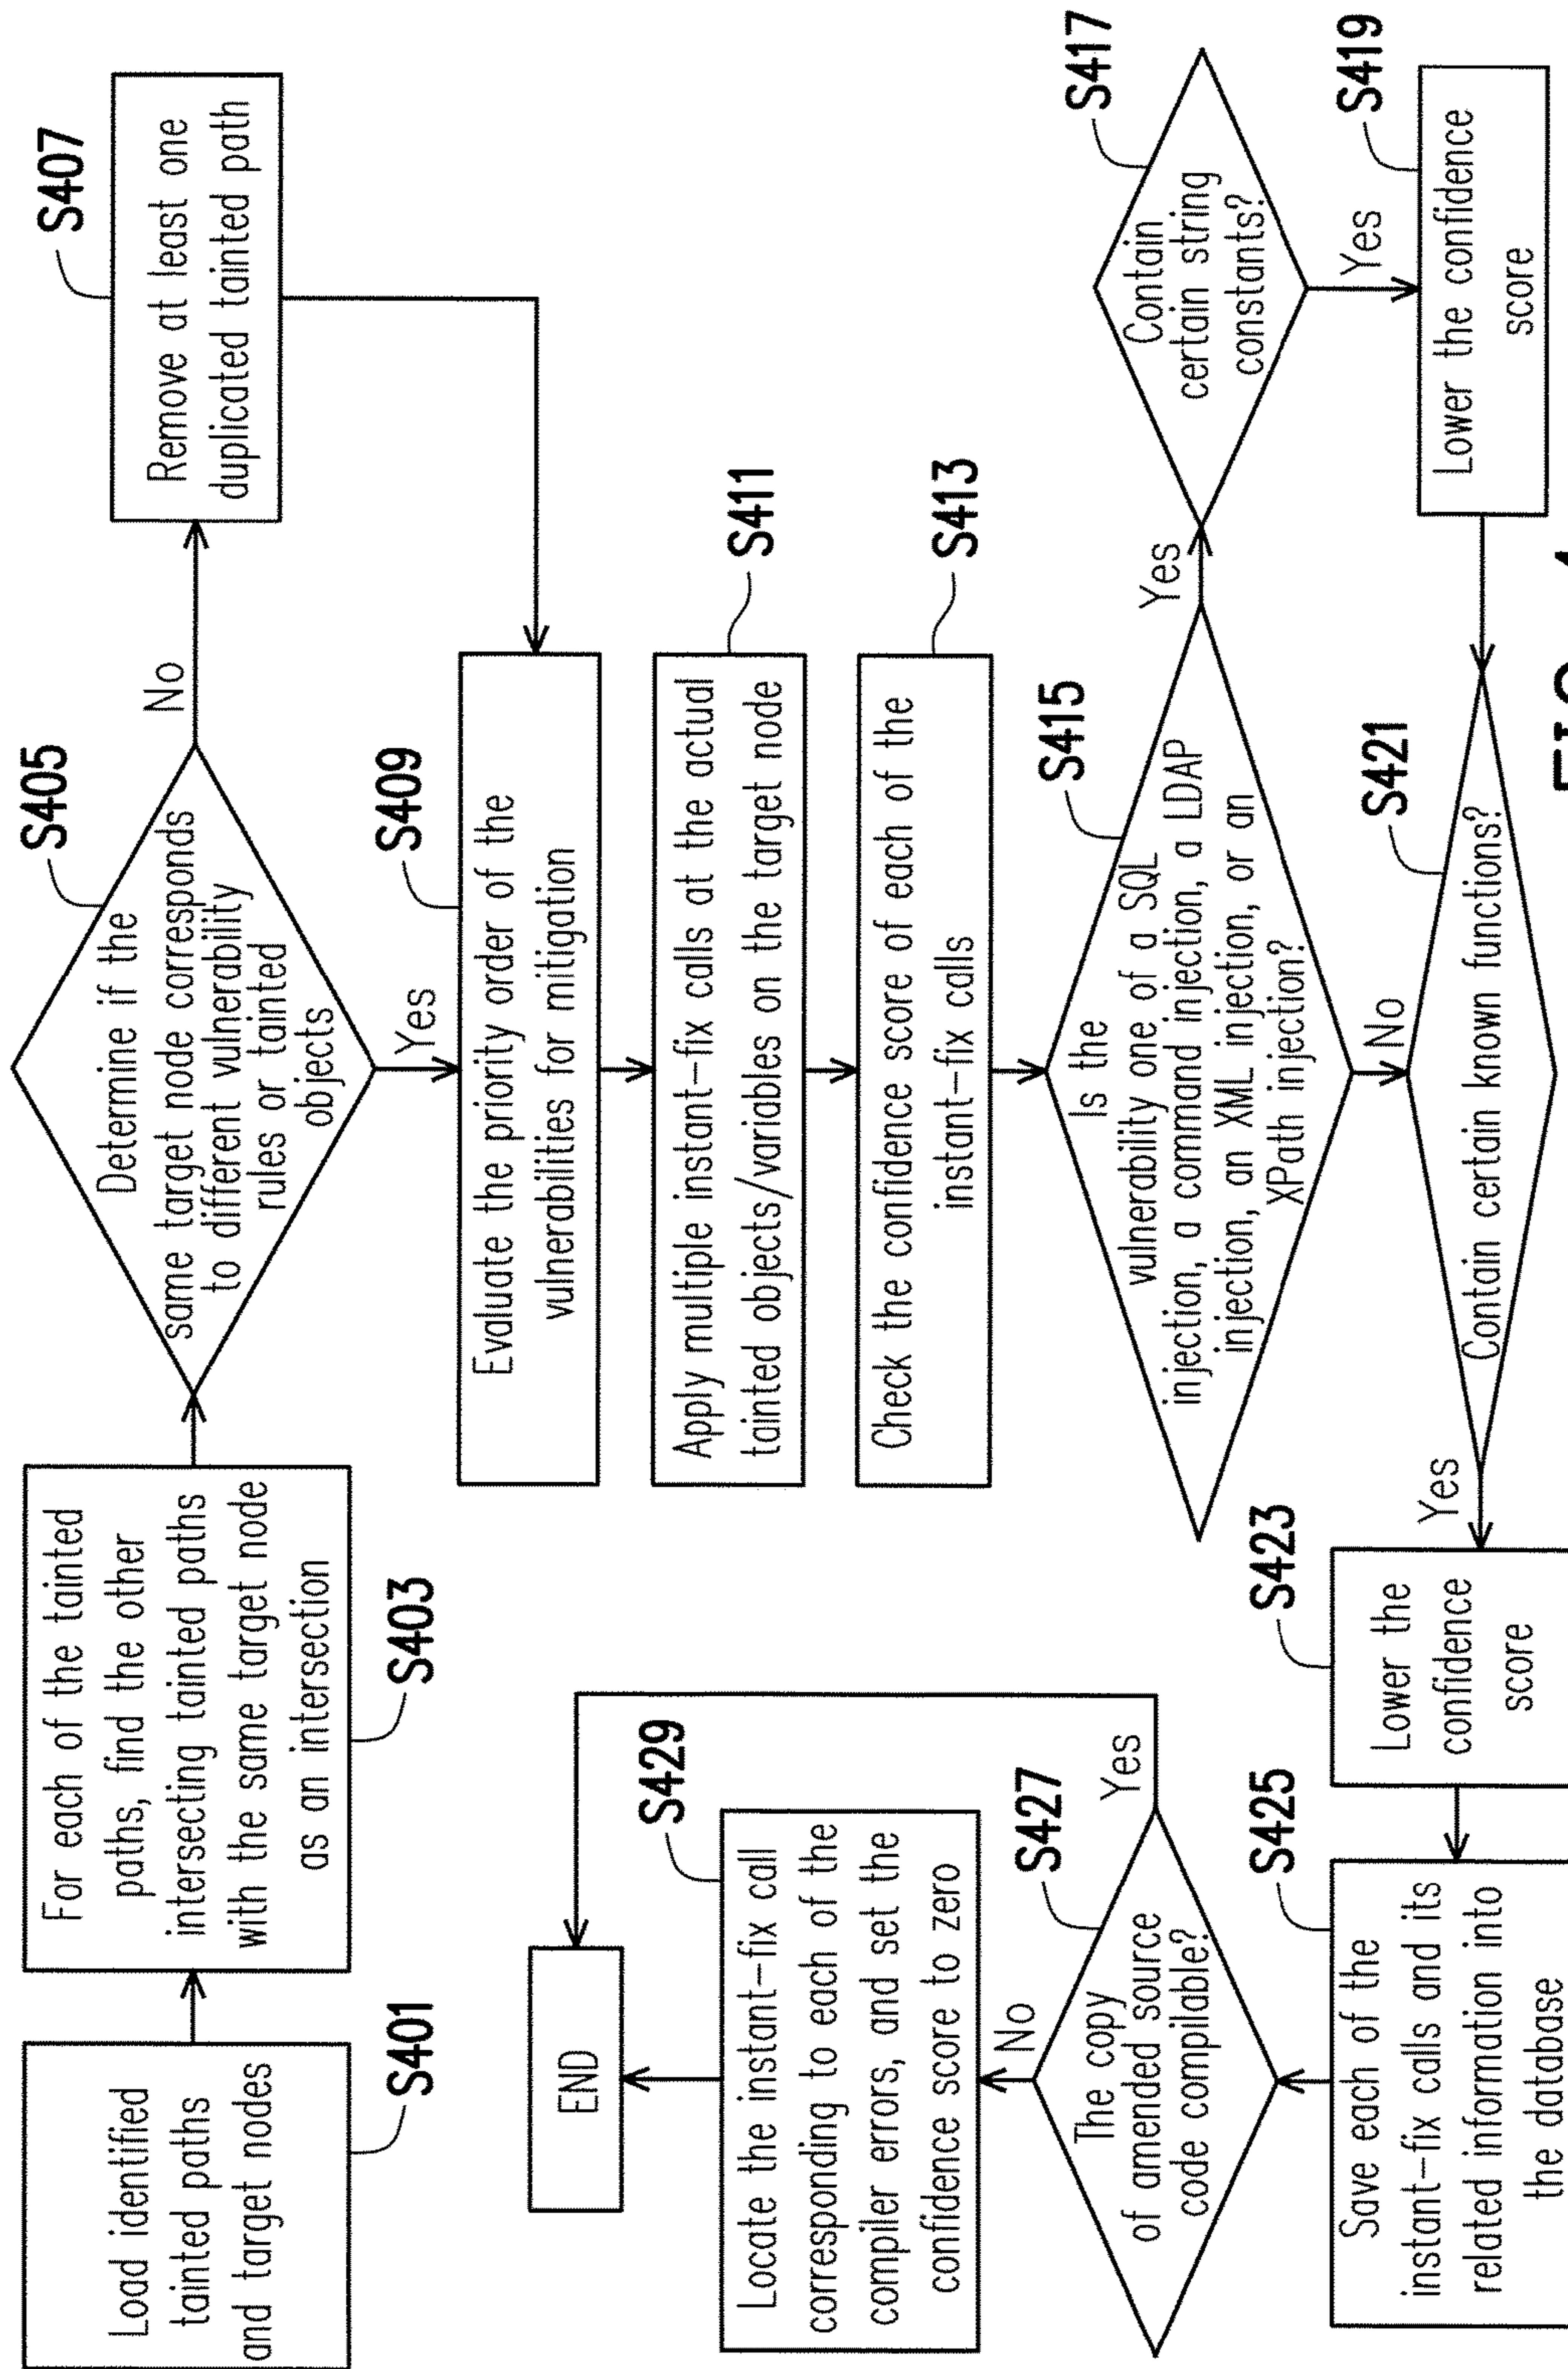 Load identified
tainted paths
and target nodes
S401
For each of the tainted
paths, find the other
intersecting tainted paths
with the same target node
as an intersection
S403
Determine if the
same target node corresponds
to different vulnerability
rules or tainted
objects
S405
No
Yes
Remove at least one
duplicated tainted path
S407
Evaluate the priority order of the
vulnerabilities for mitigation
S409
Apply multiple instant-fix calls at the actual
tainted objects/variables on the target node
S411
Check the confidence score of each of the
instant-fix calls
S413
Is the
vulnerability one of a SQL
injection, a command injection, a LDAP
injection, an XML injection, or an
XPath injection?
S415
Yes
No
Contain
certain string
constants?
S417
Yes
Lower the confidence
score
S419
Contain certain known functions?
S421
Yes
Lower the
confidence
score
S423
Save each of the
instant-fix calls and its
related information into
the database
S425
The copy
of amended source
code compilable?
S427
Yes
No
Locate the instant-fix call
corresponding to each of the
compiler errors, and set the
confidence score to zero
S429
END